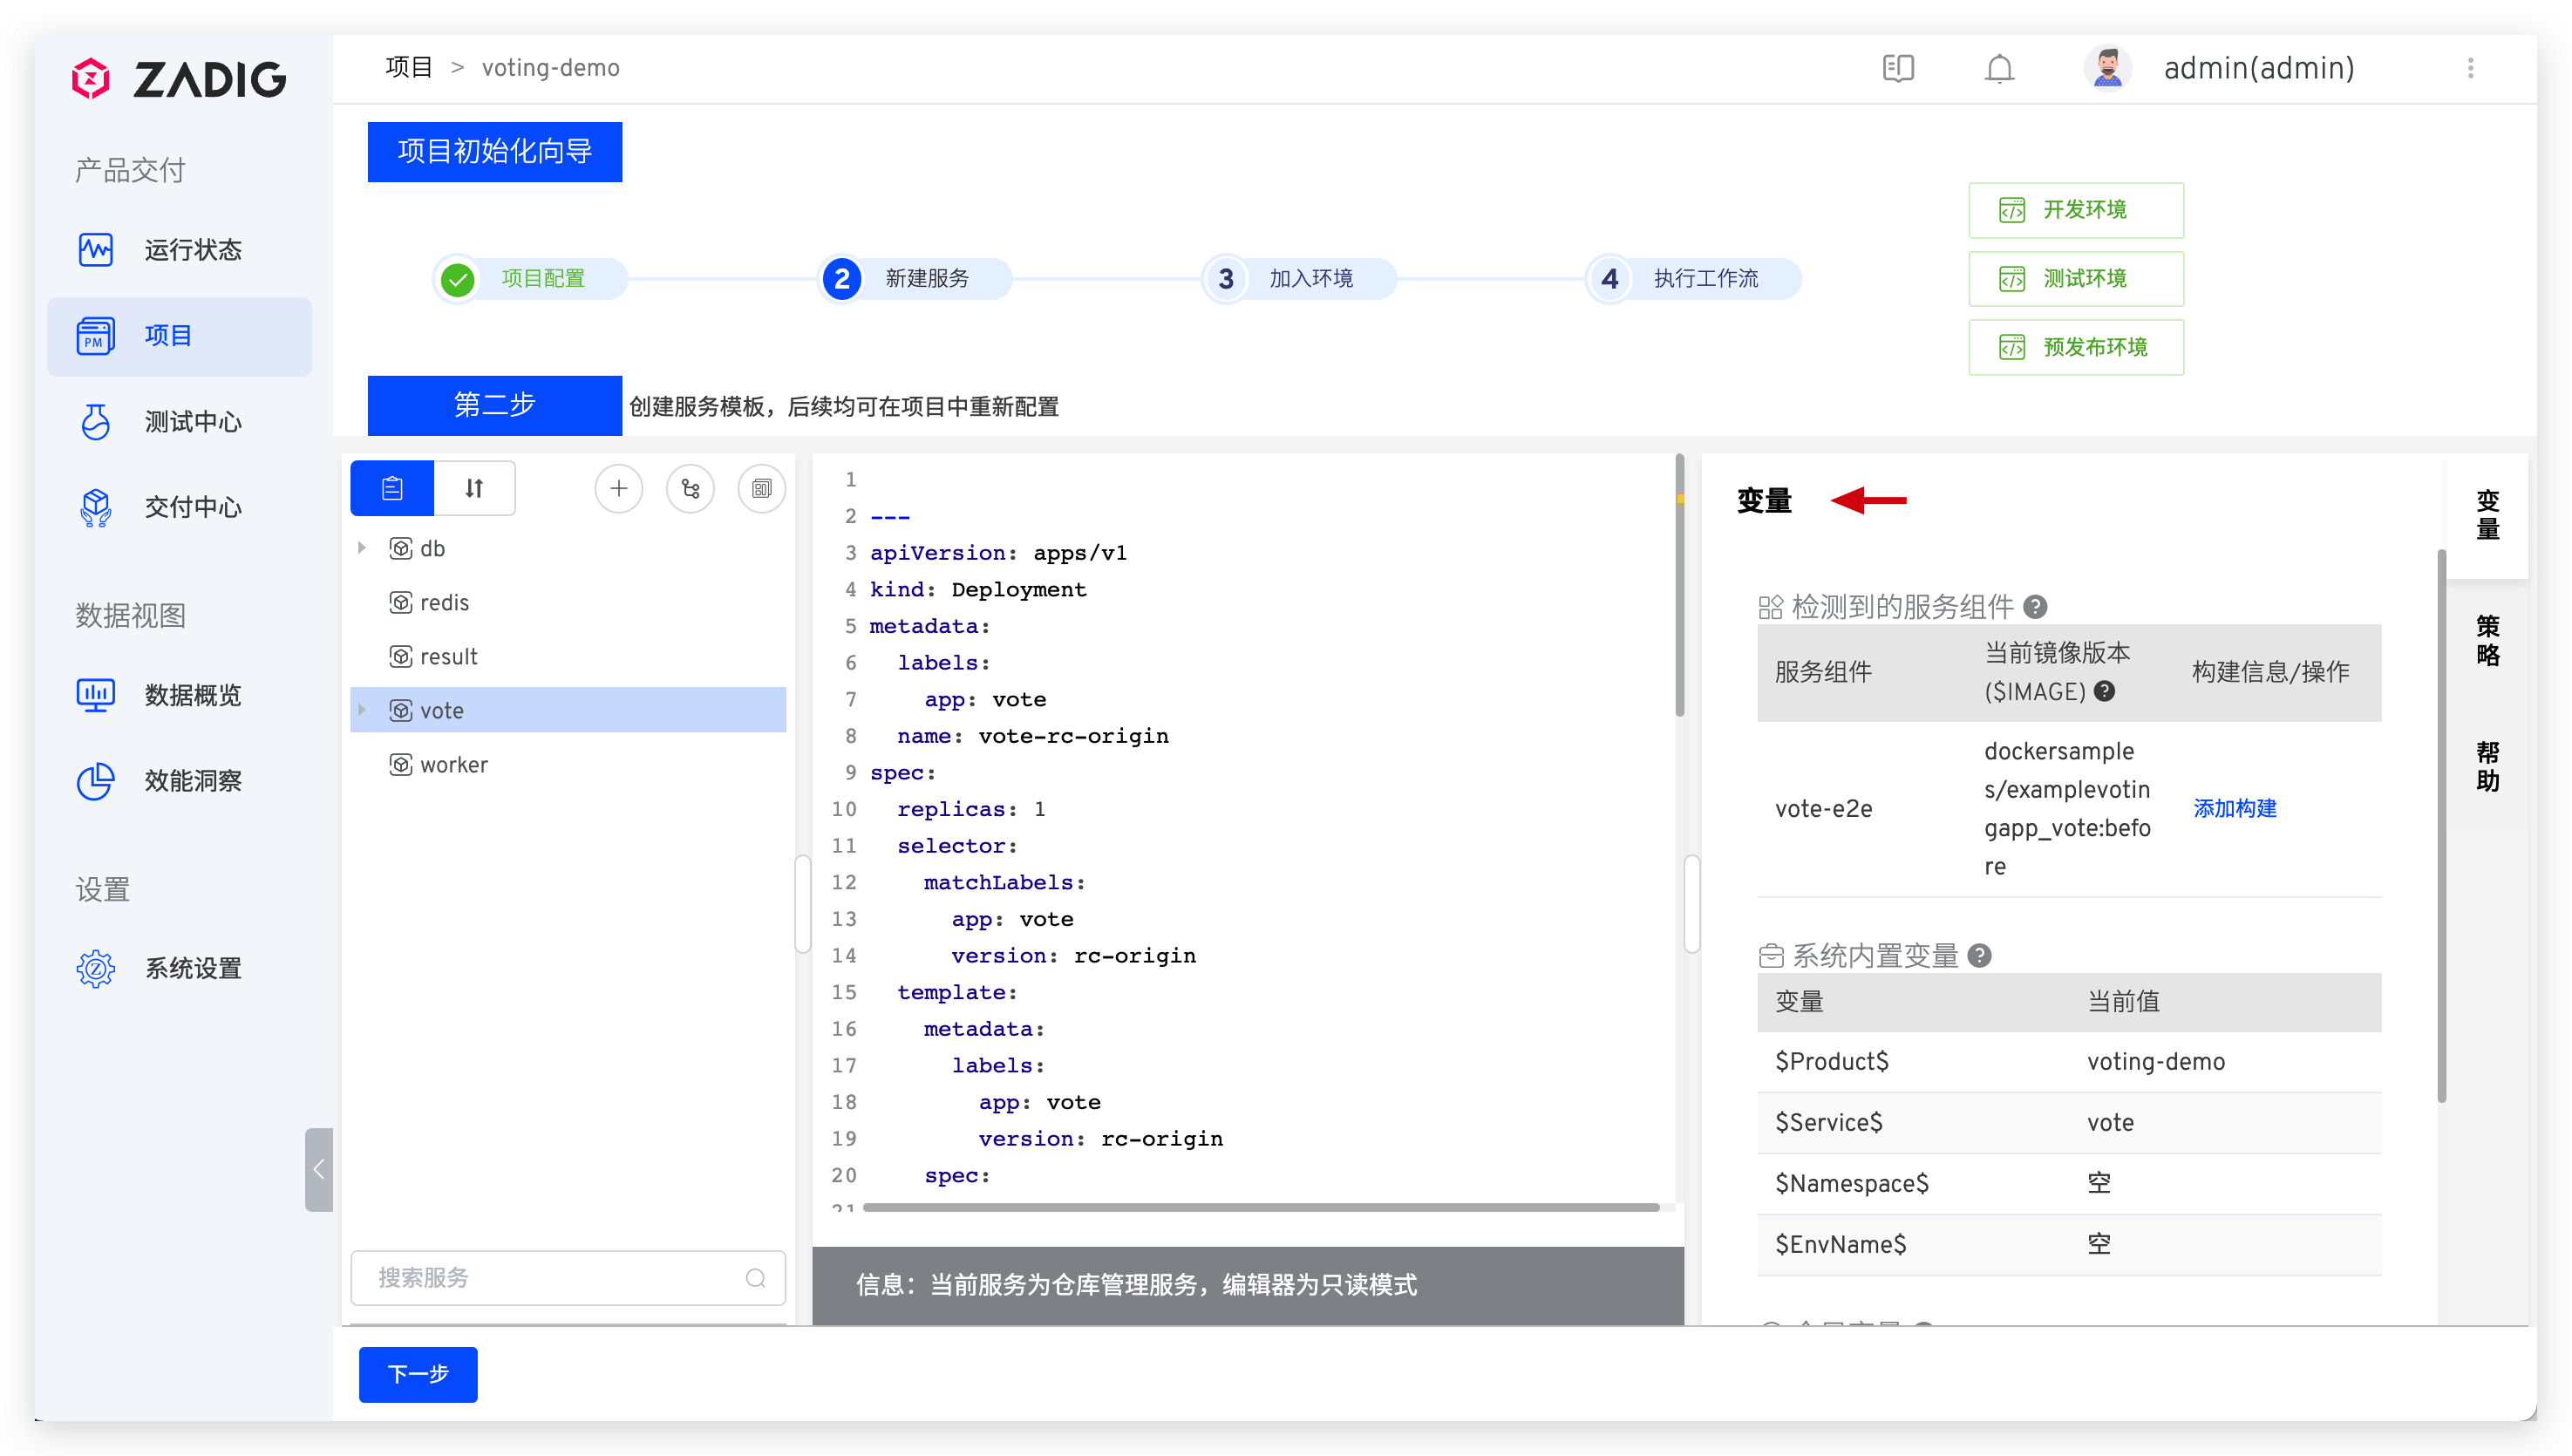 ZADIG
项目 > voting-demo
admin(admin)
产品交付
运行状态
PM
项目
测试中心
交付中心
数据视图
数据概览
效能洞察
设置
系统设置
项目初始化向导
项目配置
2 新建服务
3 加入环境
4 执行工作流
开发环境
测试环境
预发布环境
第二步 创建服务模板，后续均可在项目中重新配置
db
redis
result
vote
worker
搜索服务
1
2 ---
3 apiVersion: apps/v1
4 kind: Deployment
5 metadata:
6 labels:
7 app: vote
8 name: vote-rc-origin
9 spec:
10 replicas: 1
11 selector:
12 matchLabels:
13 app: vote
14 version: rc-origin
15 template:
16 metadata:
17 labels:
18 app: vote
19 version: rc-origin
20 spec:
21
信息：当前服务为仓库管理服务，编辑器为只读模式
变量
检测到的服务组件
服务组件 当前镜像版本 构建信息/操作
($IMAGE)
vote-e2e
dockersample
s/examplevotin
gapp_vote:befo
re
添加构建
系统内置变量
变量 当前值
$Product$ voting-demo
$Service$ vote
$Namespace$ 空
$EnvName$ 空
变量
策略
帮助
下一步